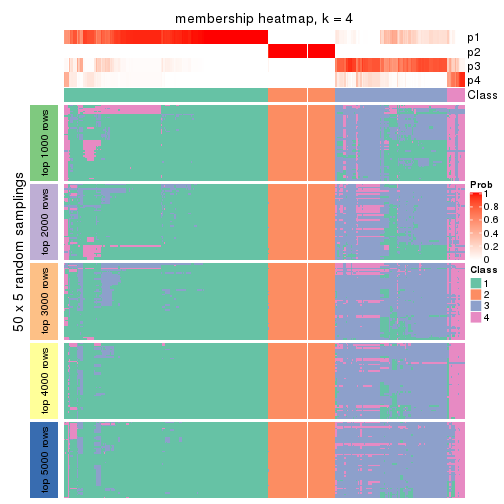 membership heatmap, k = 4
p1
p2
p3
p4
Class
50 x 5 random samplings
top 1000 rows
top 2000 rows
top 3000 rows
top 4000 rows
top 5000 rows
Prob
1
0.8
0.6
0.4
0.2
0
Class
1
2
3
4